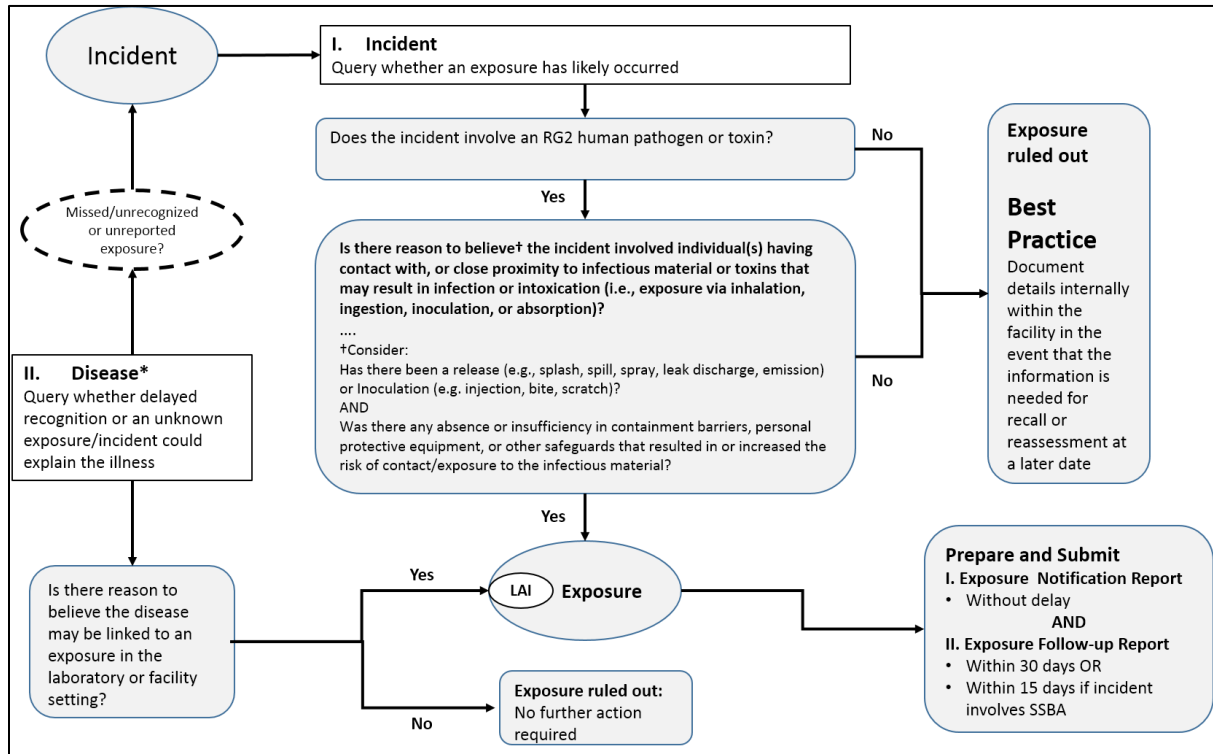 Incident
I. Incident
Query whether an exposure has likely occurred
Does the incident involve an RG2 human pathogen or toxin?
No
Yes
Exposure
ruled out
Best
Practice
Document
details internally
within the
facility in the
event that the
information is
needed for
recall or
reassessment at
a later date
Missed/unrecognized
or unreported
exposure?
Is there reason to believe† the incident involved individual(s) having
contact with, or close proximity to infectious material or toxins that
may result in infection or intoxication (i.e., exposure via inhalation,
ingestion, inoculation, or absorption)?
....
†Consider:
Has there been a release (e.g., splash, spill, spray, leak discharge, emission)
or Inoculation (e.g. injection, bite, scratch)?
AND
Was there any absence or insufficiency in containment barriers, personal
protective equipment, or other safeguards that resulted in or increased the
risk of contact/exposure to the infectious material?
No
Yes
II. Disease*
Query whether delayed
recognition or an unknown
exposure/incident could
explain the illness
Is there reason to
believe the disease
may be linked to an
exposure in the
laboratory or facility
setting?
Yes
No
LAI
Exposure
Exposure ruled out:
No further action
required
Prepare and Submit
I. Exposure Notification Report
• Without delay
AND
II. Exposure Follow-up Report
• Within 30 days OR
• Within 15 days if incident
involves SSBA